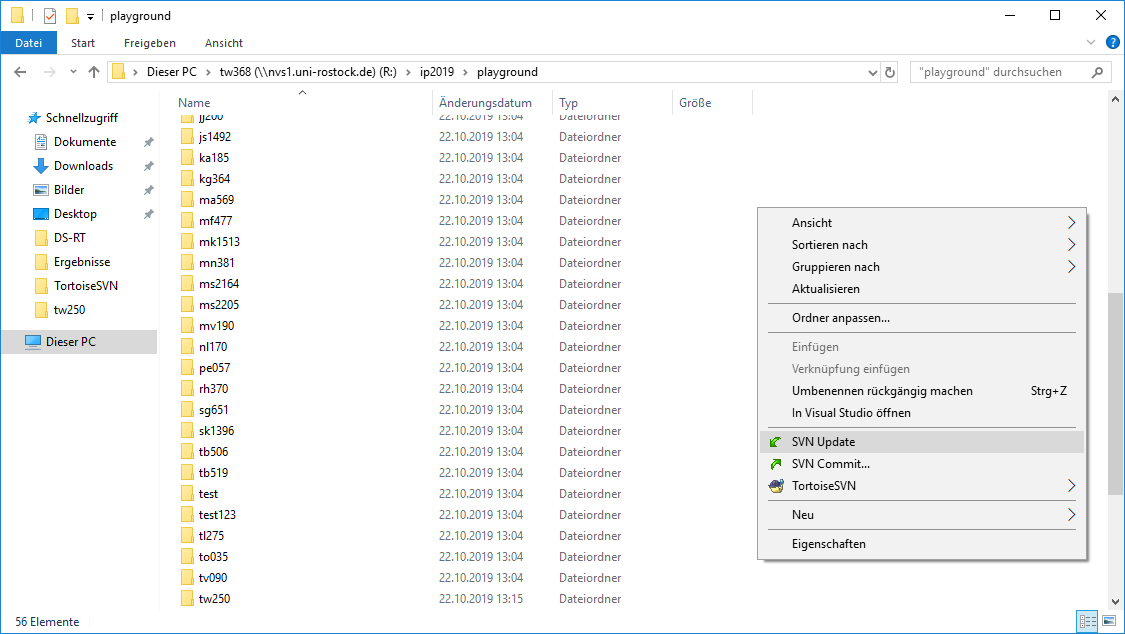 playground
Datei Start Freigeben Ansicht
Dieser PC tw368 (\\nvs1.uni-rostock.de) (R:) ip2019 playground "playground" durchsuchen
Schnellzugriff
Dokumente
Downloads
Bilder
Desktop
DS-RT
Ergebnisse
TortoiseSVN
tw250
Dieser PC
Name Änderungsdatum Typ Größe
jj200 22.10.2019 13:04 Dateiordner
js1492 22.10.2019 13:04 Dateiordner
ka185 22.10.2019 13:04 Dateiordner
kg364 22.10.2019 13:04 Dateiordner
ma569 22.10.2019 13:04 Dateiordner
mf477 22.10.2019 13:04 Dateiordner
mk1513 22.10.2019 13:04 Dateiordner
mn381 22.10.2019 13:04 Dateiordner
ms2164 22.10.2019 13:04 Dateiordner
ms2205 22.10.2019 13:04 Dateiordner
mv190 22.10.2019 13:04 Dateiordner
nl170 22.10.2019 13:04 Dateiordner
pe057 22.10.2019 13:04 Dateiordner
rh370 22.10.2019 13:04 Dateiordner
sg651 22.10.2019 13:04 Dateiordner
sk1396 22.10.2019 13:04 Dateiordner
tb506 22.10.2019 13:04 Dateiordner
tb519 22.10.2019 13:04 Dateiordner
test 22.10.2019 13:04 Dateiordner
test123 22.10.2019 13:04 Dateiordner
tl275 22.10.2019 13:04 Dateiordner
to035 22.10.2019 13:04 Dateiordner
tv090 22.10.2019 13:04 Dateiordner
tw250 22.10.2019 13:15 Dateiordner
Ansicht
Sortieren nach
Gruppieren nach
Aktualisieren
Ordner anpassen...
Einfügen
Verknüpfung einfügen
Umbenennen rückgängig machen Strg+Z
In Visual Studio öffnen
SVN Update
SVN Commit...
TortoiseSVN
Neu
Eigenschaften
56 Elemente